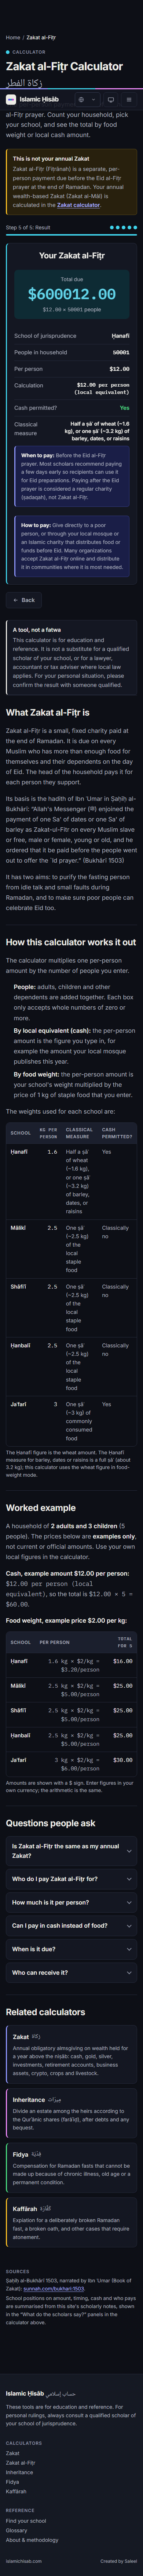 Home / Zakat al-Fiṭr
CALCULATOR
Zakat al-Fiṭr Calculator
زكاة الفطر
Islamic Ḥisāb
al-Fiṭr prayer. Count your household, pick
your school, and see the total to pay by food
weight or local cash amount.
This is not your annual Zakat
Zakat al-Fiṭr (Fiṭrānah) is a separate, per-
person payment due before the Eid al-Fiṭr
prayer at the end of Ramadan. Your annual
wealth-based Zakat (Zakat al-Māl) is
calculated in the Zakat calculator.
Step 5 of 5: Result
Your Zakat al-Fiṭr
Total due
$600012.00
$12.00 × 50001 people
School of jurisprudence Ḥanafī
People in household 50001
Per person $12.00
Calculation $12.00 per person
(local equivalent)
Cash permitted? Yes
Classical measure Half a ṣāʿ of wheat (~1.6
kg), or one ṣāʿ (~3.2 kg) of
barley, dates, or raisins
When to pay: Before the Eid al-Fiṭr
prayer. Most scholars recommend paying
a few days early so recipients can use it
for Eid preparations. Paying after the Eid
prayer is considered a regular charity
(ṣadaqah), not Zakat al-Fiṭr.
How to pay: Give directly to a poor
person, or through your local mosque or
an Islamic charity that distributes food or
funds before Eid. Many organizations
accept Zakat al-Fiṭr online and distribute
it in communities where it is most needed.
← Back
A tool, not a fatwa
This calculator is for education and
reference. It is not a substitute for a qualified
scholar of your school, or for a lawyer,
accountant or tax adviser where local law
applies. For your personal situation, please
confirm the result with someone qualified.
What Zakat al-Fiṭr is
Zakat al-Fiṭr is a small, fixed charity paid at
the end of Ramadan. It is due on every
Muslim who has more than enough food for
themselves and their dependents on the day
of Eid. The head of the household pays it for
each person they support.
Its basis is the hadith of Ibn ʿUmar in Ṣaḥīḥ al-
Bukhārī: "Allah's Messenger (ﷺ) enjoined the
payment of one Sa' of dates or one Sa' of
barley as Zakat-ul-Fitr on every Muslim slave
or free, male or female, young or old, and he
ordered that it be paid before the people went
out to offer the `Id prayer." (Bukhārī 1503)
It has two aims: to purify the fasting person
from idle talk and small faults during
Ramadan, and to make sure poor people can
celebrate Eid too.
How this calculator works it out
The calculator multiplies one per-person
amount by the number of people you enter.
People: adults, children and other
dependents are added together. Each box
only accepts whole numbers of zero or
more.
By local equivalent (cash): the per-person
amount is the figure you type in, for
example the amount your local mosque
publishes this year.
By food weight: the per-person amount is
your school's weight multiplied by the
price of 1 kg of staple food that you enter.
The weights used for each school are:
SCHOOL KG PER PERSON CLASSICAL MEASURE CASH PERMITTED?
Ḥanafī 1.6 Half a ṣāʿ
of wheat
(~1.6 kg),
or one ṣāʿ
(~3.2 kg)
of barley,
dates, or
raisins Yes
Mālikī 2.5 One ṣāʿ
(~2.5 kg)
of the
local
staple
food Classically no
Shāfiʿī 2.5 One ṣāʿ
(~2.5 kg)
of the
local
staple
food Classically no
Ḥanbalī 2.5 One ṣāʿ
(~2.5 kg)
of the
local
staple
food Classically no
Jaʿfarī 3 One ṣāʿ
(~3 kg) of
commonly
consumed
food Yes
The Ḥanafī figure is the wheat amount. The Ḥanafī
measure for barley, dates or raisins is a full ṣāʿ (about
3.2 kg); this calculator uses the wheat figure in food-
weight mode.
Worked example
A household of 2 adults and 3 children (5
people). The prices below are examples only,
not current or official amounts. Use your own
local figures in the calculator.
Cash, example amount $12.00 per person:
$12.00 per person (local
equivalent), so the total is $12.00 × 5 =
$60.00.
Food weight, example price $2.00 per kg:
SCHOOL PER PERSON TOTAL FOR 5
Ḥanafī 1.6 kg × $2/kg =
$3.20/person $16.00
Mālikī 2.5 kg × $2/kg =
$5.00/person $25.00
Shāfiʿī 2.5 kg × $2/kg =
$5.00/person $25.00
Ḥanbalī 2.5 kg × $2/kg =
$5.00/person $25.00
Jaʿfarī 3 kg × $2/kg =
$6.00/person $30.00
Amounts are shown with a $ sign. Enter figures in your
own currency; the arithmetic is the same.
Questions people ask
Is Zakat al-Fiṭr the same as my annual
Zakat?
Who do I pay Zakat al-Fiṭr for?
How much is it per person?
Can I pay in cash instead of food?
When is it due?
Who can receive it?
Related calculators
Zakat زكاة
Annual obligatory almsgiving on wealth held for
a year above the niṣāb: cash, gold, silver,
investments, retirement accounts, business
assets, crypto, crops and livestock.
Inheritance ميراث
Divide an estate among the heirs according to
the Qurʾānic shares (farāʾiḍ), after debts and any
bequest.
Fidya فدية
Compensation for Ramadan fasts that cannot be
made up because of chronic illness, old age or a
permanent condition.
Kaffārah الكفّارة
Expiation for a deliberately broken Ramadan
fast, a broken oath, and other cases that require
atonement.
SOURCES
Ṣaḥīḥ al-Bukhārī 1503, narrated by Ibn ʿUmar (Book of
Zakat): sunnah.com/bukhari:1503.
School positions on amount, timing, cash and who pays
are summarised from this site's scholarly notes, shown
in the "What do the scholars say?" panels in the
calculator above.
Islamic Ḥisāb حساب إسلامي
These tools are for education and reference. For
personal rulings, always consult a qualified scholar of
your school of jurisprudence.
CALCULATORS
Zakat
Zakat al-Fiṭr
Inheritance
Fidya
Kaffārah
REFERENCE
Find your school
Glossary
About & methodology
islamichisab.com Created by Saleel